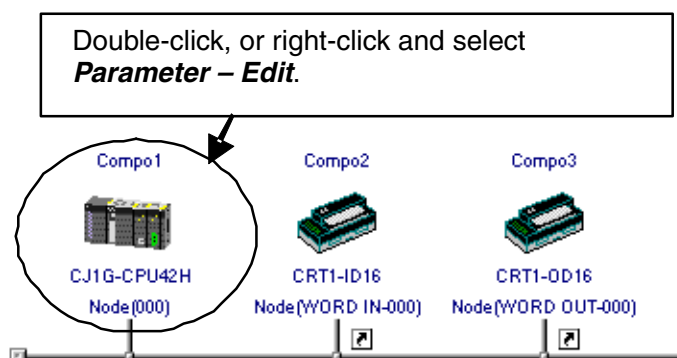 Double-click, or right-click and select
Parameter – Edit.
Compo1 Compo2 Compo3
CJ1G-CPU42H CRT1-ID16 CRT1-OD16
Node(000) Node(WORD IN-000) Node(WORD OUT-000)